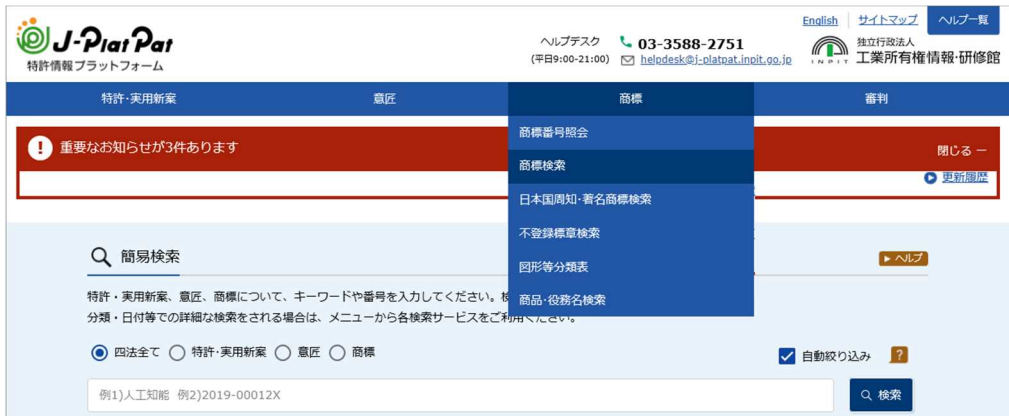 English
サイトマップ
ヘルプ一覧
J-PlatPat
特許情報プラットフォーム
ヘルプデスク 03-3588-2751
(平日9:00-21:00) helpdesk@j-platpat.inpit.go.jp
INPIT
独立行政法人
工業所有権情報・研修館
特許・実用新案
意匠
商標
審判
商標番号照会
商標検索
日本国周知・著名商標検索
不登録標章検索
図形等分類表
商品・役務名検索
重要なお知らせが3件あります
閉じる
更新履歴
簡易検索
ヘルプ
特許・実用新案、意匠、商標について、キーワードや番号を入力してください。
分類・日付等での詳細な検索をされる場合は、メニューから各検索サービスをご利用ください。
四法全て 特許・実用新案 意匠 商標
自動絞り込み ?
例1)人工知能 例2)2019-00012X
検索